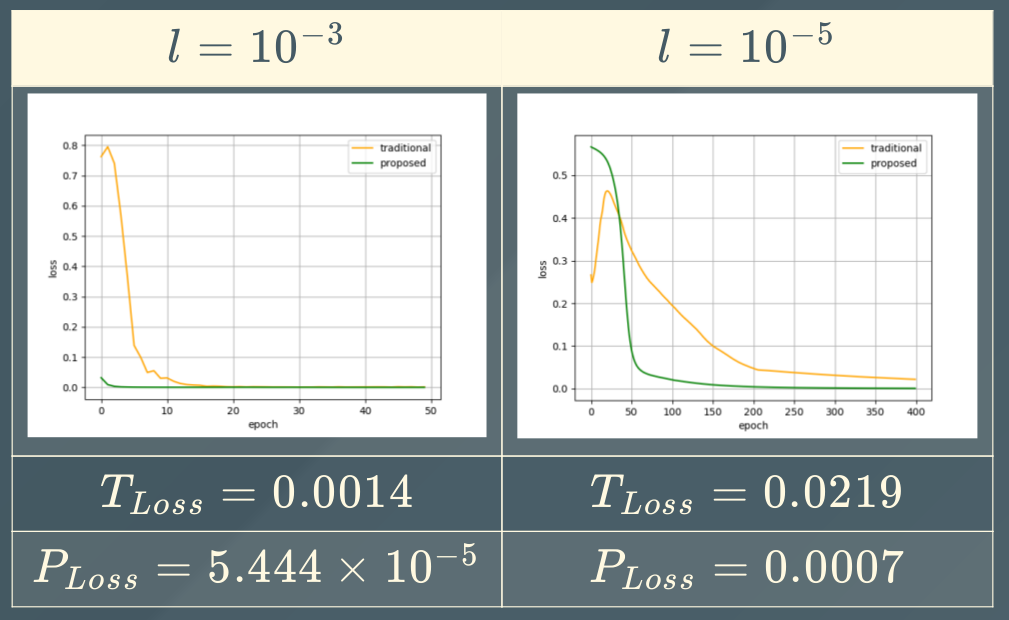 l = 10^{-3}
l = 10^{-5}
0.8
0.7
0.6
0.5
0.4
0.3
0.2
0.1
0.0
loss
traditional
proposed
0 10 20 30 40 50
epoch
0.5
0.4
0.3
0.2
0.1
0.0
loss
traditional
proposed
0 50 100 150 200 250 300 350 400
epoch
T_{Loss} = 0.0014
T_{Loss} = 0.0219
P_{Loss} = 5.444 × 10^{-5}
P_{Loss} = 0.0007